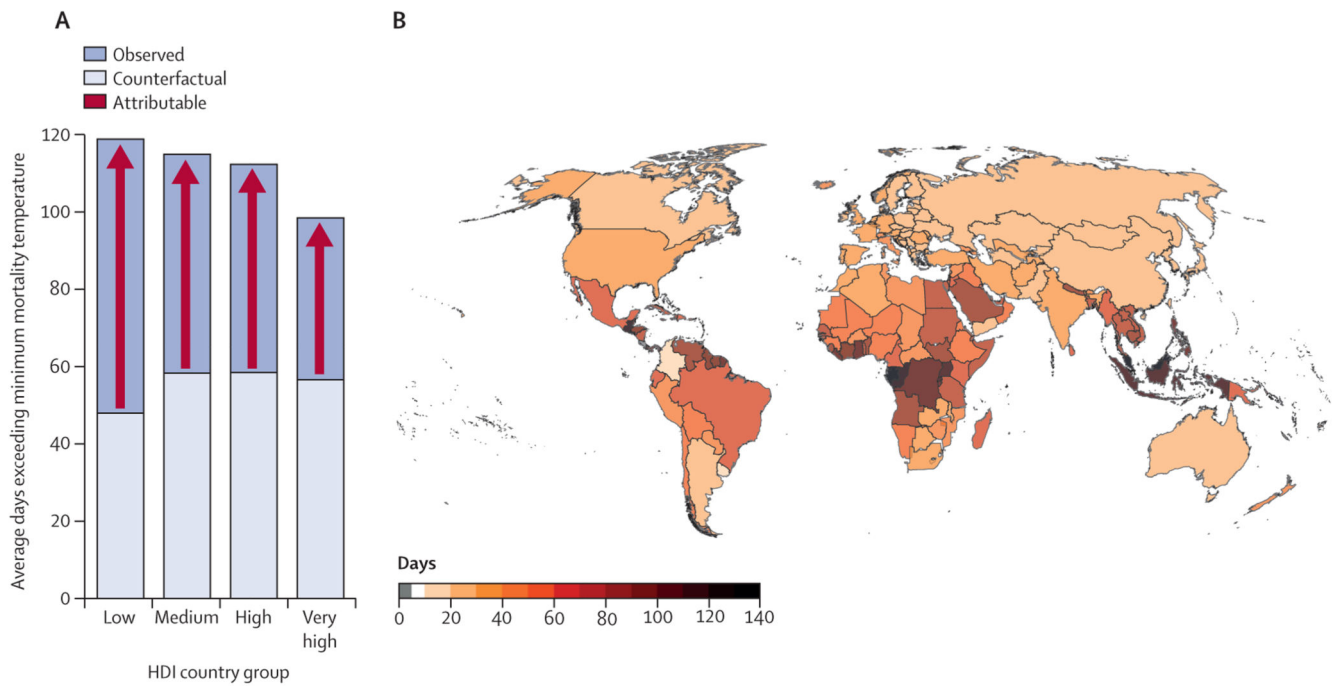 A
Observed
Counterfactual
Attributable
Average days exceeding minimum mortality temperature
120
100
80
60
40
20
0
Low
Medium
High
Very
high
HDI country group
B
Days
0
20
40
60
80
100
120
140